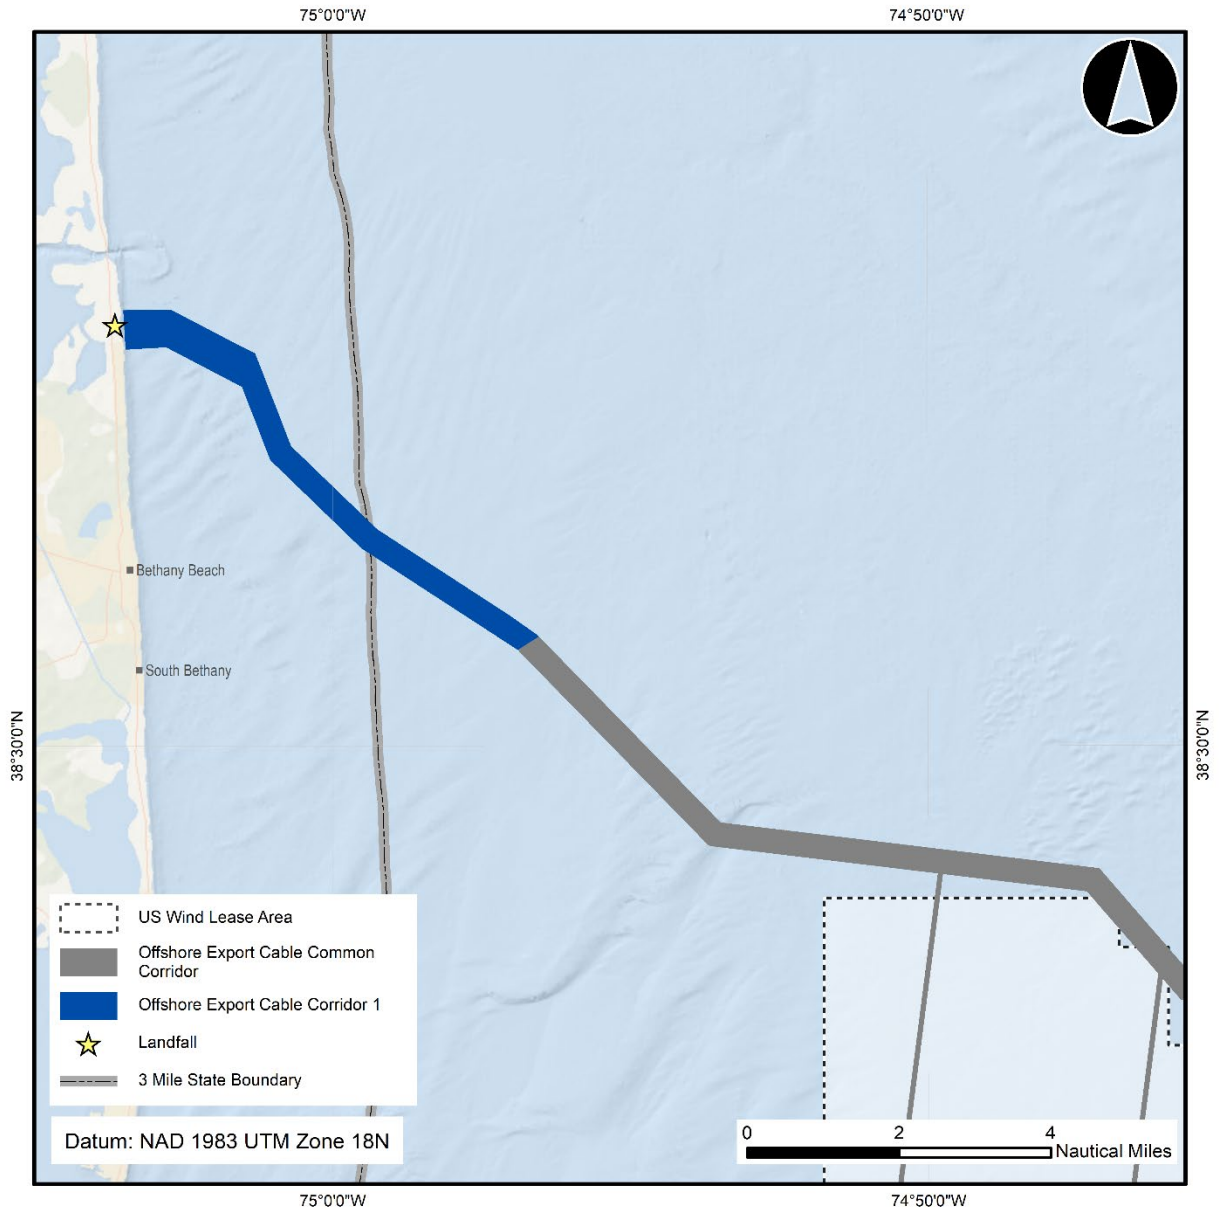 75°0'0"W
74°50'0"W
Bethany Beach
South Bethany
38°30'0"N
38°30'0"N
US Wind Lease Area
Offshore Export Cable Common
Corridor
Offshore Export Cable Corridor 1
Landfall
3 Mile State Boundary
Datum: NAD 1983 UTM Zone 18N
0 2 4
Nautical Miles
75°0'0"W
74°50'0"W